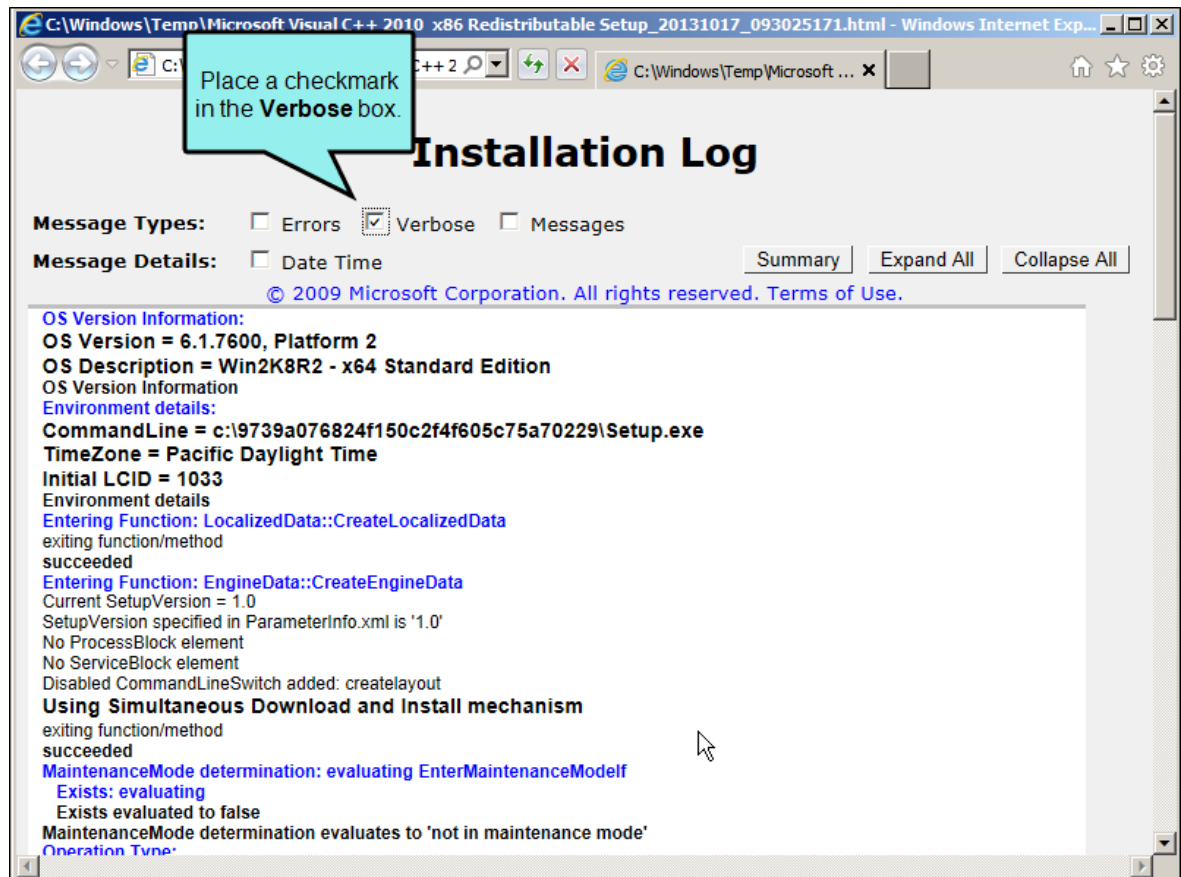 C:\Windows\Temp\Microsoft Visual C++ 2010 x86 Redistributable Setup_20131017_093025171.html - Windows Internet Exp...
C:\
C++ 2
C:\Windows\Temp\Microsoft ...
Place a checkmark
in the Verbose box.
Installation Log
Message Types: Errors Verbose Messages
Message Details: Date Time Summary Expand All Collapse All
© 2009 Microsoft Corporation. All rights reserved. Terms of Use.
OS Version Information:
OS Version = 6.1.7600, Platform 2
OS Description = Win2K8R2 - x64 Standard Edition
OS Version Information
Environment details:
CommandLine = c:\9739a076824f150c2f4f605c75a70229\Setup.exe
TimeZone = Pacific Daylight Time
Initial LCID = 1033
Environment details
Entering Function: LocalizedData::CreateLocalizedData
exiting function/method
succeeded
Entering Function: EngineData::CreateEngineData
Current SetupVersion = 1.0
SetupVersion specified in ParameterInfo.xml is '1.0'
No ProcessBlock element
No ServiceBlock element
Disabled CommandLineSwitch added: createlayout
Using Simultaneous Download and Install mechanism
exiting function/method
succeeded
MaintenanceMode determination: evaluating EnterMaintenanceModeIf
Exists: evaluating
Exists evaluated to false
MaintenanceMode determination evaluates to 'not in maintenance mode'
Operation Type: